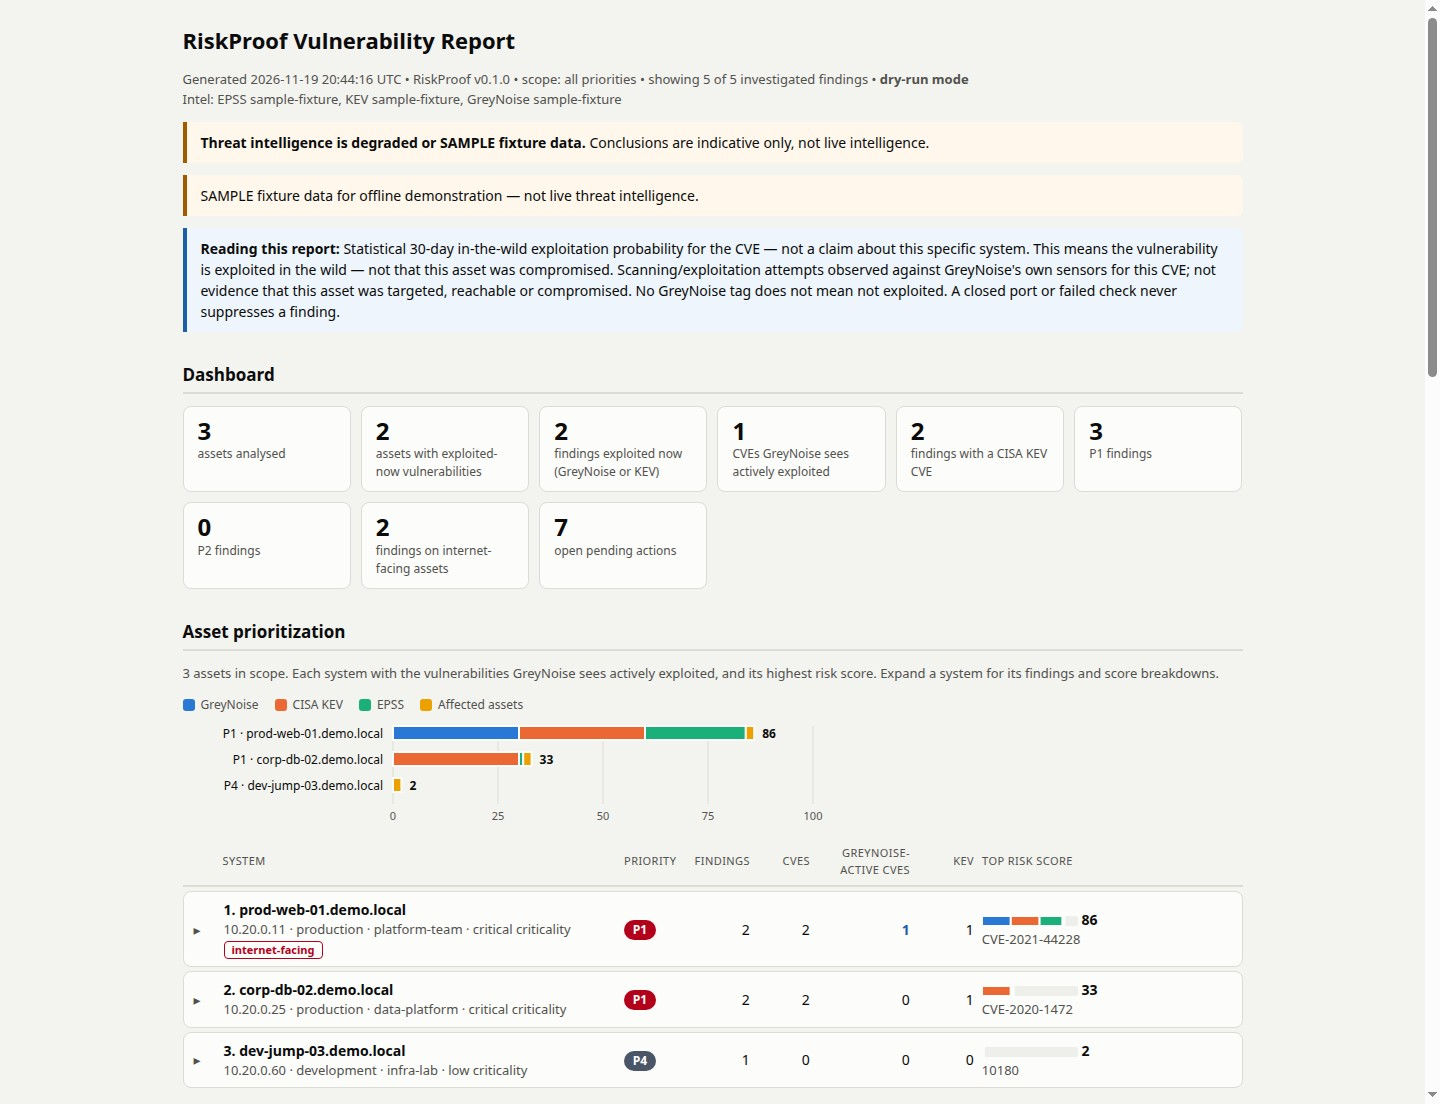 RiskProof Vulnerability Report
Generated 2026-11-19 20:44:16 UTC • RiskProof v0.1.0 • scope: all priorities • showing 5 of 5 investigated findings • dry-run mode
Intel: EPSS sample-fixture, KEV sample-fixture, GreyNoise sample-fixture
Threat intelligence is degraded or SAMPLE fixture data. Conclusions are indicative only, not live intelligence.
SAMPLE fixture data for offline demonstration — not live threat intelligence.
Reading this report: Statistical 30-day in-the-wild exploitation probability for the CVE — not a claim about this specific system. This means the vulnerability
is exploited in the wild — not that this asset was compromised. Scanning/exploitation attempts observed against GreyNoise's own sensors for this CVE; not
evidence that this asset was targeted, reachable or compromised. No GreyNoise tag does not mean not exploited. A closed port or failed check never
suppresses a finding.
Dashboard
3
assets analysed
2
assets with exploited-
now vulnerabilities
2
findings exploited now
(GreyNoise or KEV)
1
CVEs GreyNoise sees
actively exploited
2
findings with a CISA KEV
CVE
3
P1 findings
0
P2 findings
2
findings on internet-
facing assets
7
open pending actions
Asset prioritization
3 assets in scope. Each system with the vulnerabilities GreyNoise sees actively exploited, and its highest risk score. Expand a system for its findings and score breakdowns.
GreyNoise CISA KEV EPSS Affected assets
P1 · prod-web-01.demo.local 86
P1 · corp-db-02.demo.local 33
P4 · dev-jump-03.demo.local 2
0 25 50 75 100
SYSTEM PRIORITY FINDINGS CVES GREYNOISE-
ACTIVE CVES KEV TOP RISK SCORE
1. prod-web-01.demo.local
10.20.0.11 · production · platform-team · critical criticality
internet-facing
P1 2 2 1 1 86
CVE-2021-44228
2. corp-db-02.demo.local
10.20.0.25 · production · data-platform · critical criticality
P1 2 2 0 1 33
CVE-2020-1472
3. dev-jump-03.demo.local
10.20.0.60 · development · infra-lab · low criticality
P4 1 0 0 0 2
10180